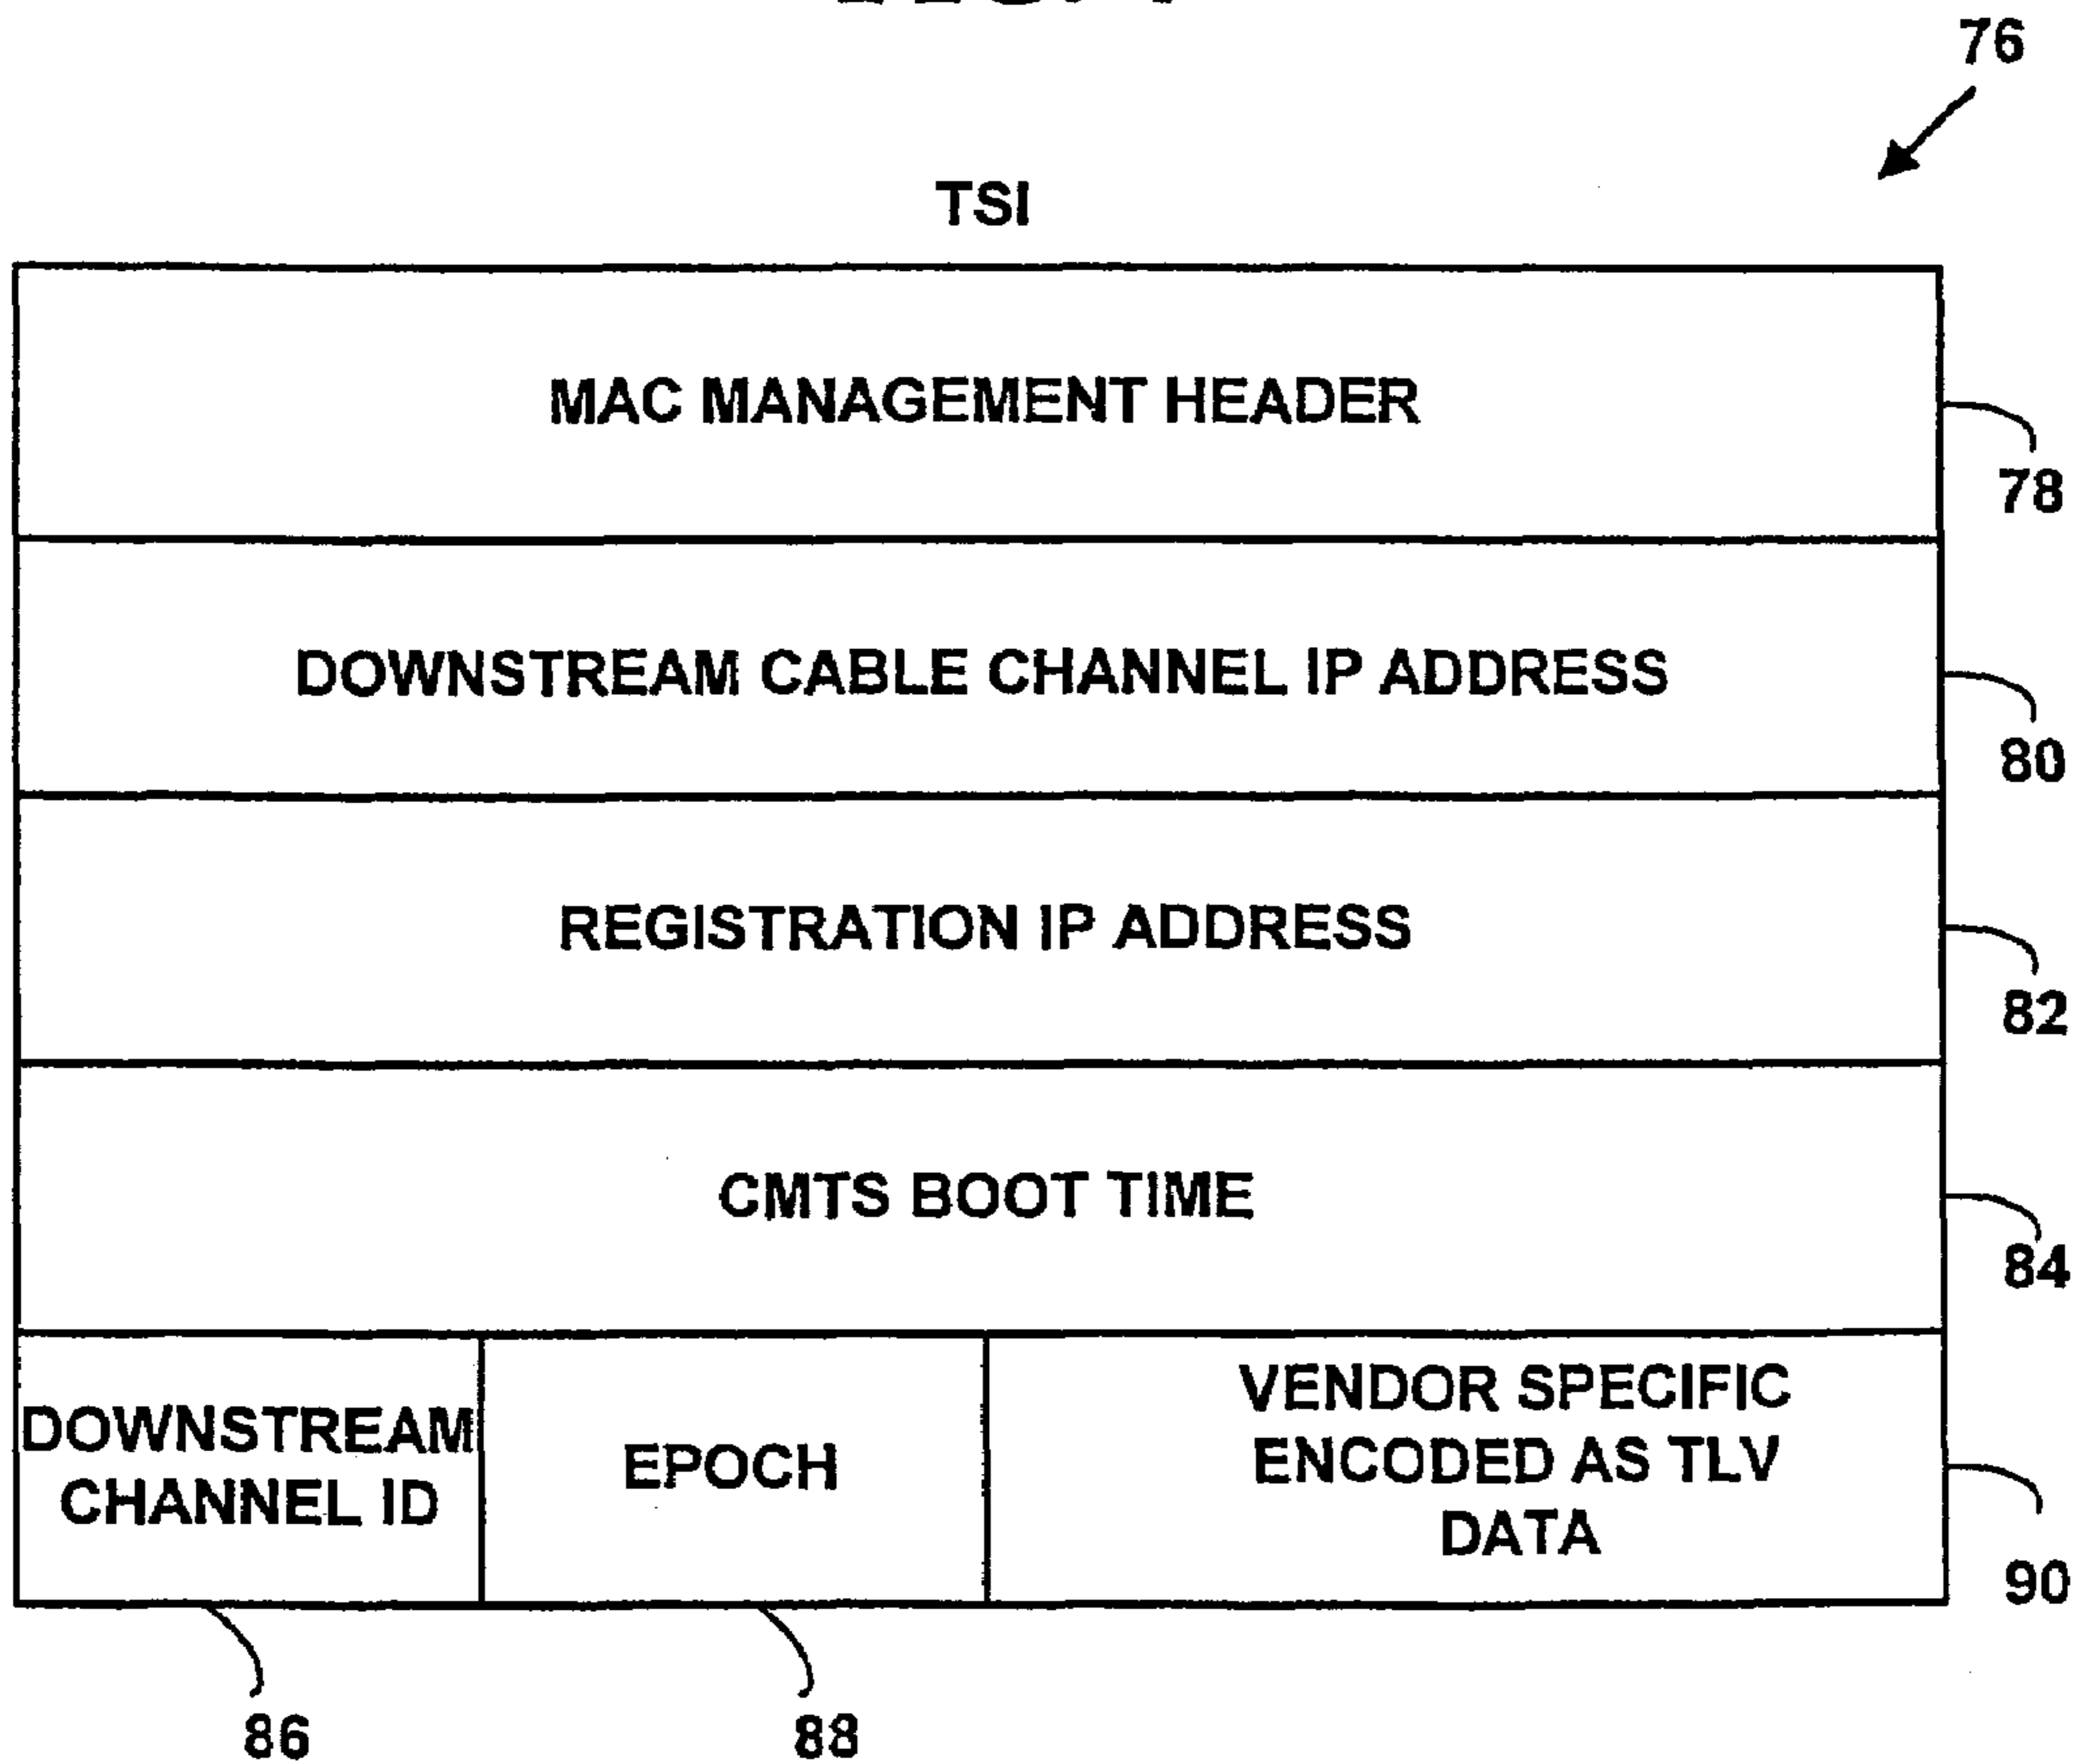 76
TSI
MAC MANAGEMENT HEADER
78
DOWNSTREAM CABLE CHANNEL IP ADDRESS
80
REGISTRATION IP ADDRESS
82
CMTS BOOT TIME
84
DOWNSTREAM
CHANNEL ID
EPOCH
VENDOR SPECIFIC
ENCODED AS TLV
DATA
90
86
88